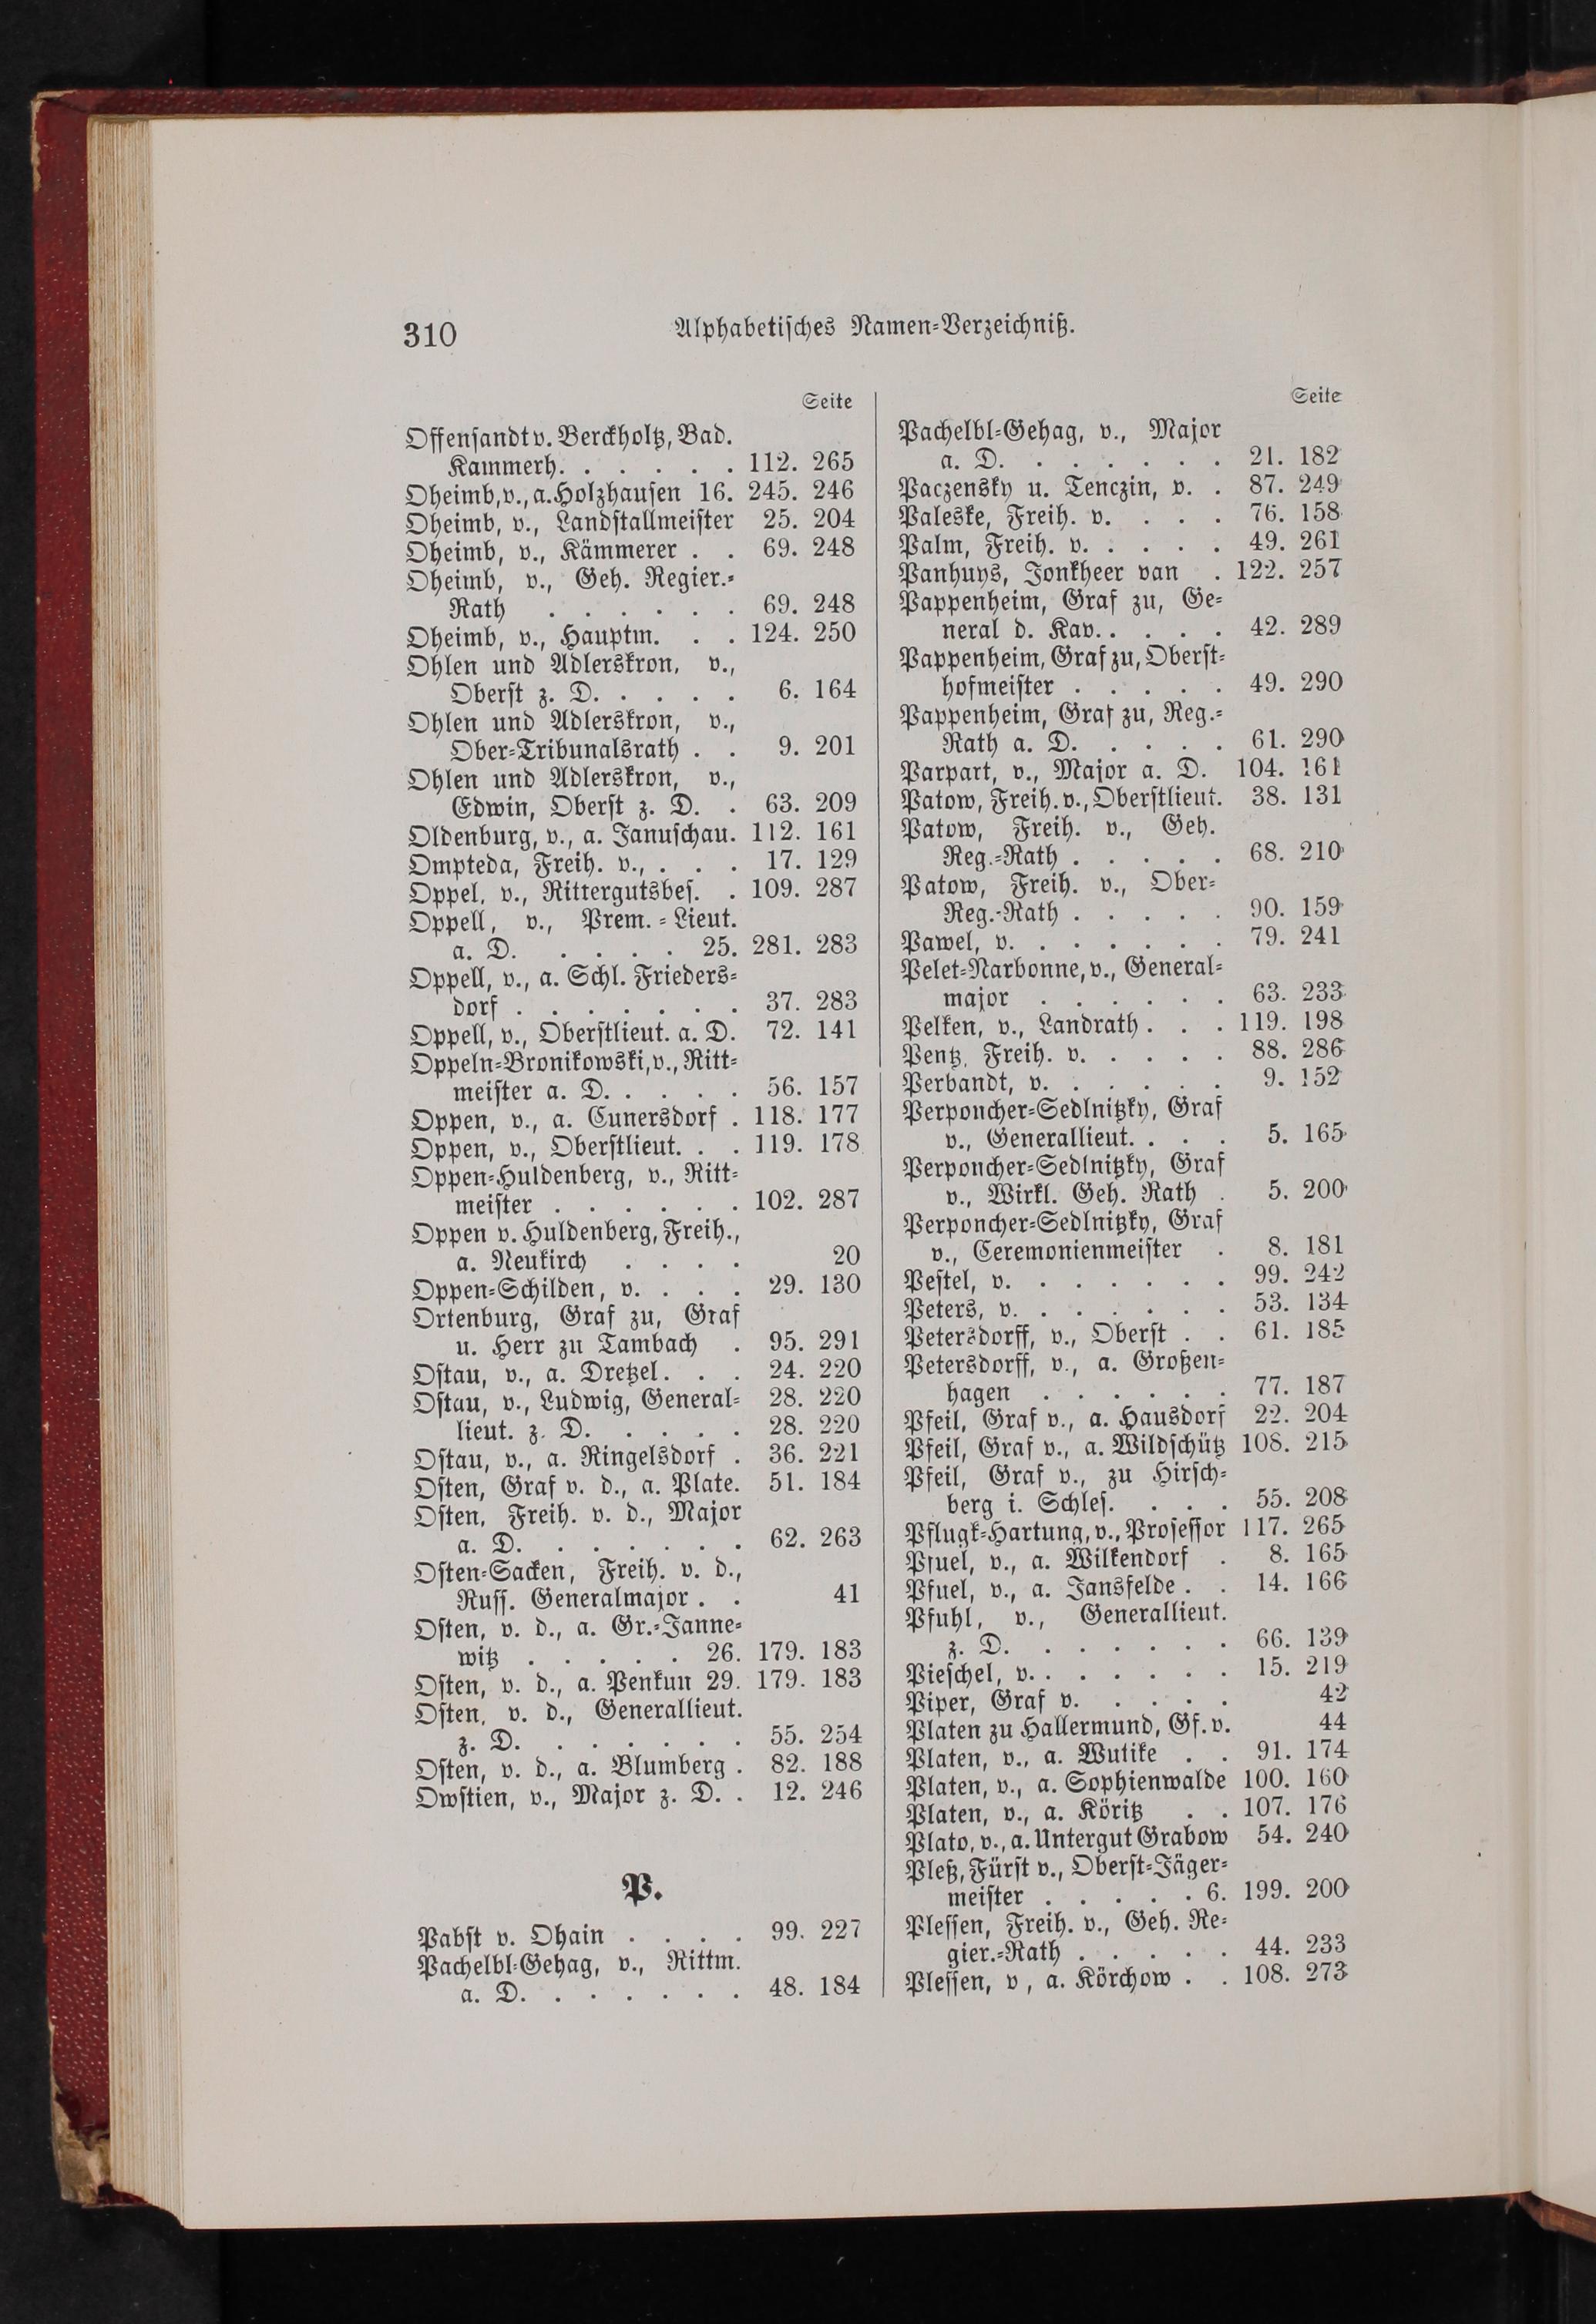 310
Alphabetisches Namen-Verzeichniß.
Seite
Offensandt v. Berckholtz, Bad.
Kammerh. . . . . . . 112. 265
Oheimb, v., a. Holzhausen 16. 245. 246
Oheimb, v., Landstallmeister 25. 204
Oheimb, v., Kämmerer . . 69. 248
Oheimb, v., Geh. Regier.-
Rath . . . . . . 69. 248
Oheimb, v., Hauptm. . . 124. 250
Ohlen und Adlerskron, v.,
Oberst z. D. . . . . 6. 164
Ohlen und Adlerskron, v.,
Ober-Tribunalsrath . . 9. 201
Ohlen und Adlerskron, v.,
Edwin, Oberst z. D. . 63. 209
Oldenburg, v., a. Januschau. 112. 161
Ompteda, Freih. v., . . . 17. 129
Oppel, v., Rittergutsbes. . 109. 287
Oppell, v., Prem.-Lieut.
a. D. . . . . 25. 281. 283
Oppell, v., a. Schl. Frieders-
dorf . . . . . . . 37. 283
Oppell, v., Oberstlieut. a. D. 72. 141
Oppeln-Bronikowski, v., Ritt-
meister a. D. . . . . 56. 157
Oppen, v., a. Cunersdorf . 118. 177
Oppen, v., Oberstlieut. . . 119. 178
Oppen-Huldenberg, v., Ritt-
meister . . . . . . 102. 287
Oppen v. Huldenberg, Freih.,
a. Neukirch . . . . 20
Oppen-Schilden, v. . . . 29. 130
Ortenburg, Graf zu, Graf
u. Herr zu Tambach . 95. 291
Ostau, v., a. Dretzel. . . 24. 220
Ostau, v., Ludwig, General- 28. 220
lieut. z. D. . . . . 28. 220
Ostau, v., a. Ringelsdorf . 36. 221
Osten, Graf v. d., a. Plate. 51. 184
Osten, Freih. v. d., Major
a. D. . . . . . . 62. 263
Osten-Sacken, Freih. v. d.,
Russ. Generalmajor . . 41
Osten, v. d., a. Gr.-Janne-
witz . . . . . 26. 179. 183
Osten, v. d., a. Penkun 29. 179. 183
Osten, v. d., Generallieut.
z. D. . . . . . . 55. 254
Osten, v. d., a. Blumberg . 82. 188
Owstien, v., Major z. D. . 12. 246
P.
Pabst v. Ohain . . . . 99. 227
Pachelbl-Gehag, v., Rittm.
a. D. . . . . . . 48. 184
Seite
Pachelbl-Gehag, v., Major
a. D. . . . . . . 21. 182
Paczensky u. Tenczin, v. . 87. 249
Paleske, Freih. v. . . . 76. 158
Palm, Freih. v. . . . . 49. 261
Panhuys, Jonkheer van . 122. 257
Pappenheim, Graf zu, Ge-
neral d. Kav. . . . . 42. 289
Pappenheim, Graf zu, Oberst-
hofmeister . . . . . 49. 290
Pappenheim, Graf zu, Reg.-
Rath a. D. . . . . 61. 290
Parpart, v., Major a. D. 104. 161
Patow, Freih. v., Oberstlieut. 38. 131
Patow, Freih. v., Geh.
Reg.-Rath . . . . . 68. 210
Patow, Freih. v., Ober-
Reg.-Rath . . . . . 90. 159
Pawel, v. . . . . . . 79. 241
Pelet-Narbonne, v., General-
major . . . . . . 63. 233
Pelken, v., Landrath . . . 119. 198
Pentz, Freih. v. . . . . 88. 286
Perbandt, v. . . . . . 9. 152
Perponcher-Sedlnitzky, Graf
v., Generallieut. . . . 5. 165
Perponcher-Sedlnitzky, Graf
v., Wirkl. Geh. Rath . 5. 200
Perponcher-Sedlnitzky, Graf
v., Ceremonienmeister . 8. 181
Pestel, v. . . . . . . 99. 242
Peters, v. . . . . . . 53. 134
Petersdorff, v., Oberst . . 61. 185
Petersdorff, v., a. Großen-
hagen . . . . . . 77. 187
Pfeil, Graf v., a. Hausdorf 22. 204
Pfeil, Graf v., a. Wildschütz 108. 215
Pfeil, Graf v., zu Hirsch-
berg i. Schles. . . . 55. 208
Pflugk-Hartung, v., Professor 117. 265
Pfuel, v., a. Wilkendorf . 8. 165
Pfuel, v., a. Jansfelde . . 14. 166
Pfuhl, v., Generallieut.
z. D. . . . . . . 66. 139
Pieschel, v. . . . . . . 15. 219
Piper, Graf v. . . . . 42
Platen zu Hallermund, Gf. v. 44
Platen, v., a. Wutike . . 91. 174
Platen, v., a. Sophienwalde 100. 160
Platen, v., a. Köritz . . 107. 176
Plato, v., a. Untergut Grabow 54. 240
Pleß, Fürst v., Oberst-Jäger-
meister . . . . . 6. 199. 200
Plessen, Freih. v., Geh. Re-
gier.-Rath . . . . . 44. 233
Plessen, v, a. Körchow . . 108. 273